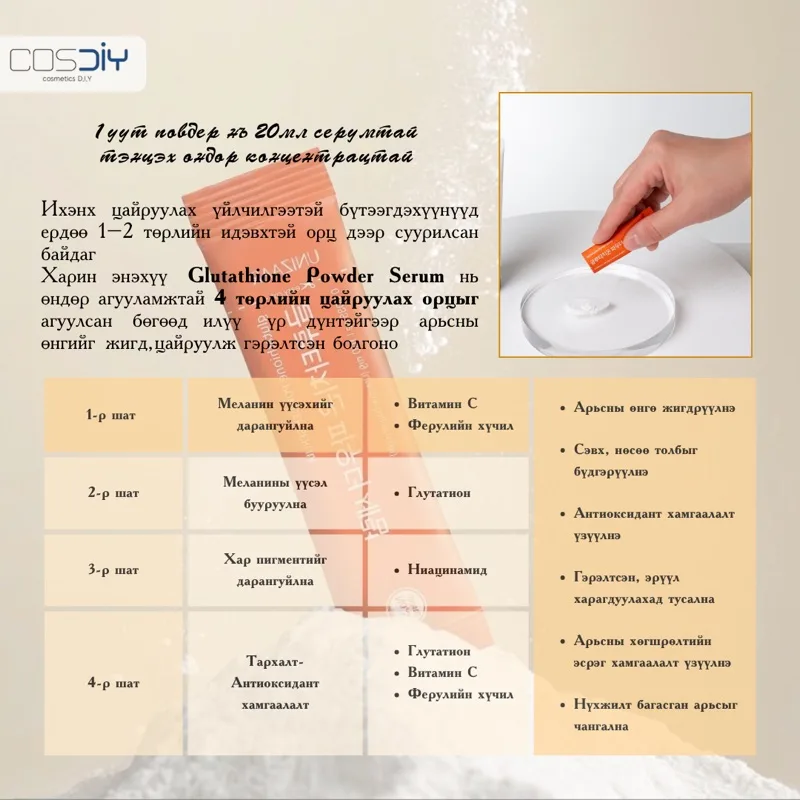 COSDIY
cosmetics D.I.Y
1 уут повдер нь 20мл серумтай
тэнцэх өндөр концентрацтай
Ихэнх цайруулах үйлчилгээтэй бүтээгдэхүүнүүд
ердөө 1-2 төрлийн идэвхтэй орц дээр суурилсан
байдаг
Харин энэхүү Glutathione Powder Serum нь
өндөр агууламжтай 4 төрлийн цайруулах орцыг
агуулсан бөгөөд илүү үр дүнтэйгээр арьсны
өнгийг жигд,цайруулж гэрэлтсэн болгоно
1-р шат
Меланин үүсэхийг
дарангуйлна
• Витамин С
• Ферулийн хүчил
2-р шат
Меланины үүсэл
бууруулна
• Глутатион
3-р шат
Хар пигментийг
дарангуйлна
• Ниацинамид
4-р шат
Тархалт-
Антиоксидант
хамгаалалт
• Глутатион
• Витамин С
• Ферулийн хүчил
• Арьсны өнгө жигдрүүлнэ
• Сэвх, нөсөө толбыг
бүдгэрүүлнэ
• Антиоксидант хамгаалалт
үзүүлнэ
• Гэрэлтсэн, эрүүл
харагдуулахад тусална
• Арьсны хөгшрөлтийн
эсрэг хамгаалалт үзүүлнэ
• Нүхжилт багасган арьсыг
чангална